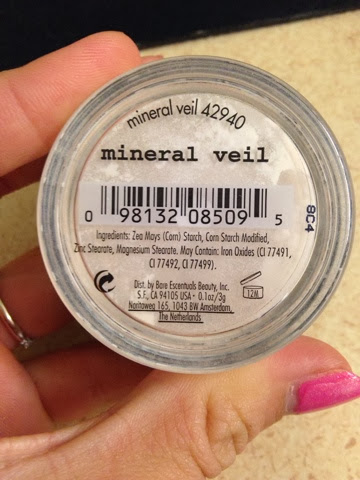 mineral veil 42940
mineral veil
0 98132 08509 5
8C4
Ingredients: Zea Mays (Corn) Starch, Corn Starch Modified,
Zinc Stearate, Magnesium Stearate. May Contain: Iron Oxides (CI 77491,
CI 77492, CI 77499).
Dist. by Bare Escentuals Beauty, Inc.
S.F., CA 94105 USA • 0.1oz/3g
Naritaweg 165, 1043 BW Amsterdam,
The Netherlands
12M